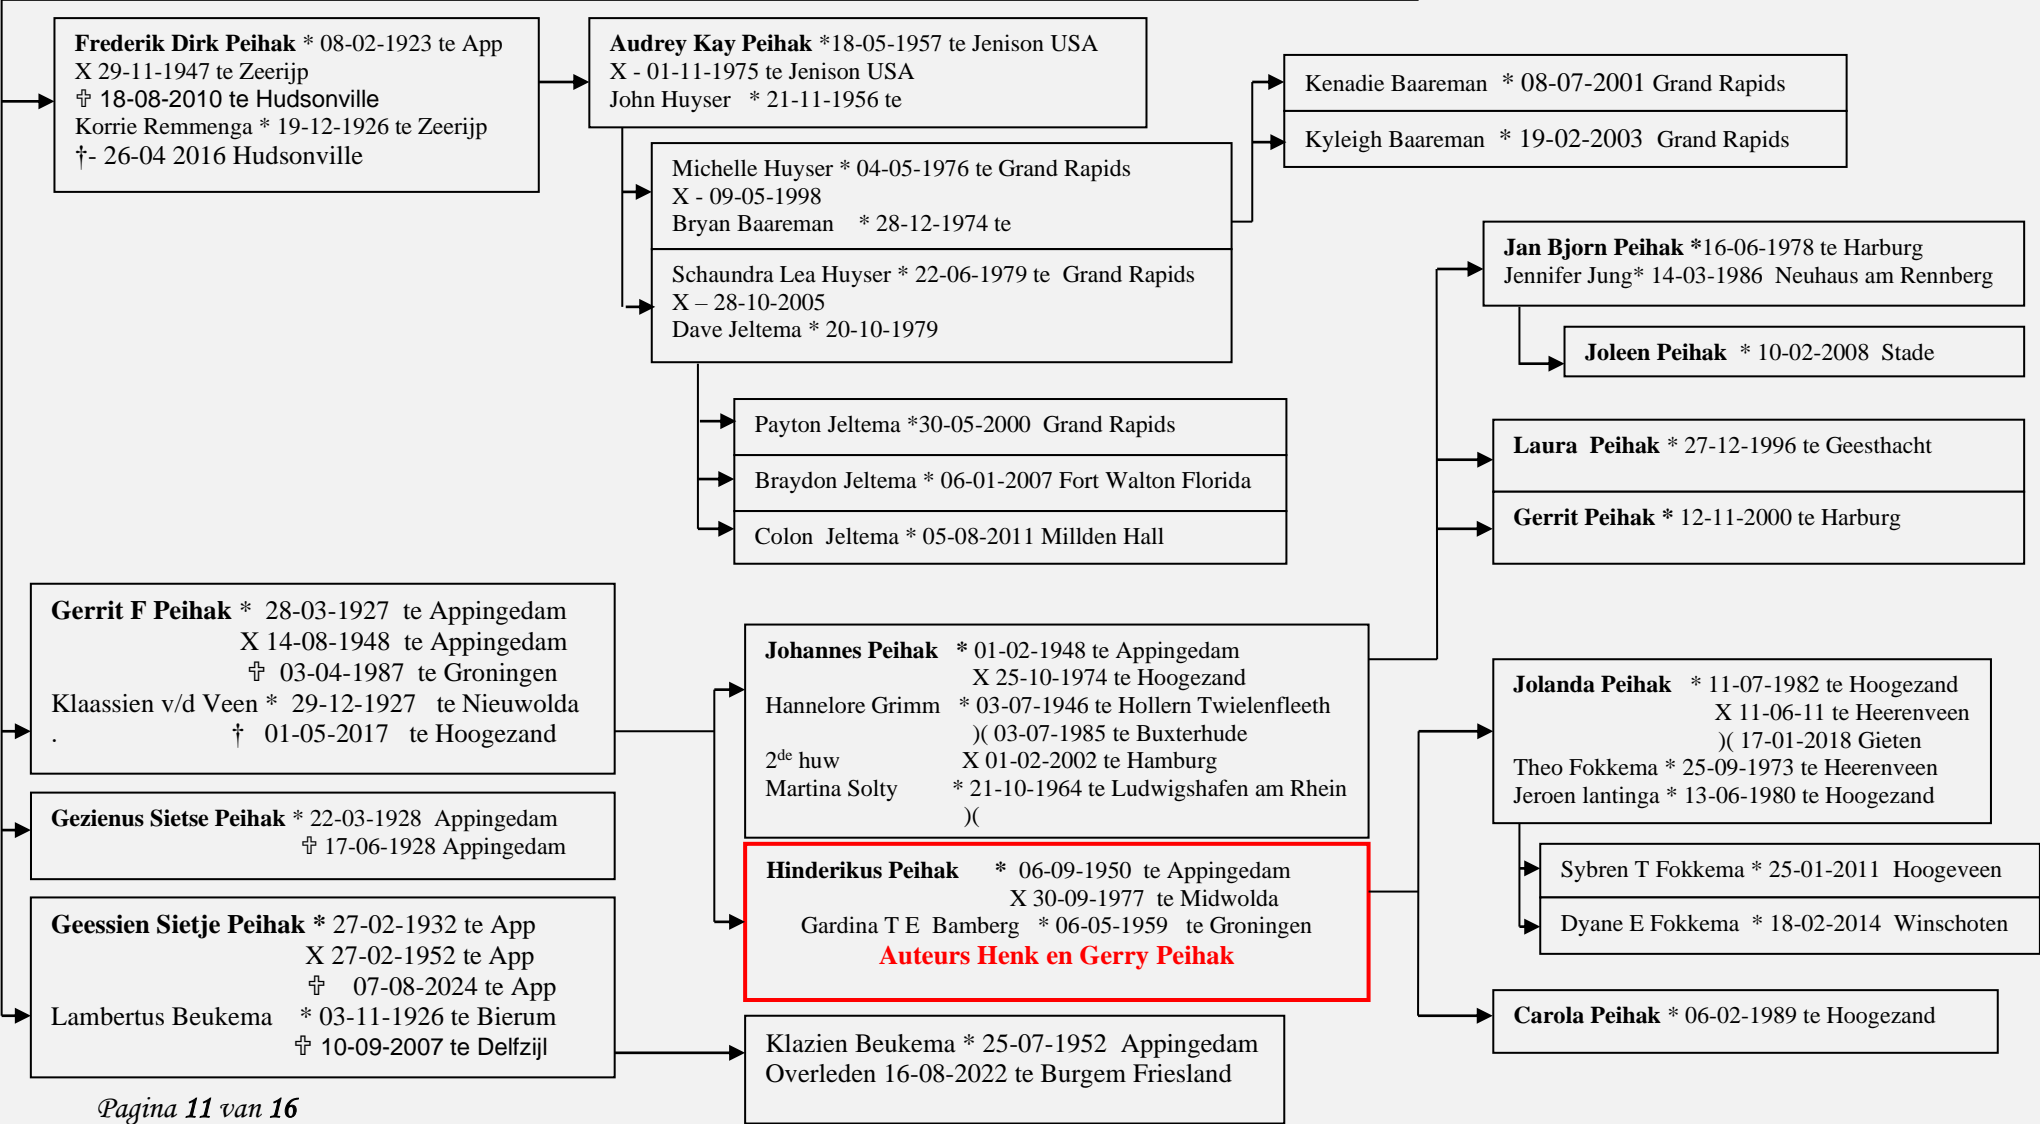 Frederik Dirk Peihak * 08-02-1923 te App
X 29-11-1947 te Zeerijp
✞ 18-08-2010 te Hudsonville
Korrie Remmenga * 19-12-1926 te Zeerijp
†- 26-04 2016 Hudsonville
Audrey Kay Peihak *18-05-1957 te Jenison USA
X - 01-11-1975 te Jenison USA
John Huyser * 21-11-1956 te
Michelle Huyser * 04-05-1976 te Grand Rapids
X - 09-05-1998
Bryan Baareman * 28-12-1974 te
Schaundra Lea Huyser * 22-06-1979 te Grand Rapids
X – 28-10-2005
Dave Jeltema * 20-10-1979
Kenadie Baareman * 08-07-2001 Grand Rapids
Kyleigh Baareman * 19-02-2003 Grand Rapids
Payton Jeltema *30-05-2000 Grand Rapids
Braydon Jeltema * 06-01-2007 Fort Walton Florida
Colon Jeltema * 05-08-2011 Millden Hall
Jan Bjorn Peihak *16-06-1978 te Harburg
Jennifer Jung* 14-03-1986 Neuhaus am Rennberg
Joleen Peihak * 10-02-2008 Stade
Laura Peihak * 27-12-1996 te Geesthacht
Gerrit Peihak * 12-11-2000 te Harburg
Gerrit F Peihak * 28-03-1927 te Appingedam
X 14-08-1948 te Appingedam
✞ 03-04-1987 te Groningen
Klaassien v/d Veen * 29-12-1927 te Nieuwolda
. † 01-05-2017 te Hoogezand
Gezienus Sietse Peihak * 22-03-1928 Appingedam
✞ 17-06-1928 Appingedam
Geessien Sietje Peihak * 27-02-1932 te App
X 27-02-1952 te App
✞ 07-08-2024 te App
Lambertus Beukema * 03-11-1926 te Bierum
✞ 10-09-2007 te Delfzijl
Johannes Peihak * 01-02-1948 te Appingedam
X 25-10-1974 te Hoogezand
Hannelore Grimm * 03-07-1946 te Hollern Twielenfleeth
)( 03-07-1985 te Buxterhude
2de huw X 01-02-2002 te Hamburg
Martina Solty * 21-10-1964 te Ludwigshafen am Rhein
)(
Hinderikus Peihak * 06-09-1950 te Appingedam
X 30-09-1977 te Midwolda
Gardina T E Bamberg * 06-05-1959 te Groningen
Auteurs Henk en Gerry Peihak
Klazien Beukema * 25-07-1952 Appingedam
Overleden 16-08-2022 te Burgem Friesland
Jolanda Peihak * 11-07-1982 te Hoogezand
X 11-06-11 te Heerenveen
)( 17-01-2018 Gieten
Theo Fokkema * 25-09-1973 te Heerenveen
Jeroen lantinga * 13-06-1980 te Hoogezand
Sybren T Fokkema * 25-01-2011 Hoogeveen
Dyane E Fokkema * 18-02-2014 Winschoten
Carola Peihak * 06-02-1989 te Hoogezand
Pagina 11 van 16